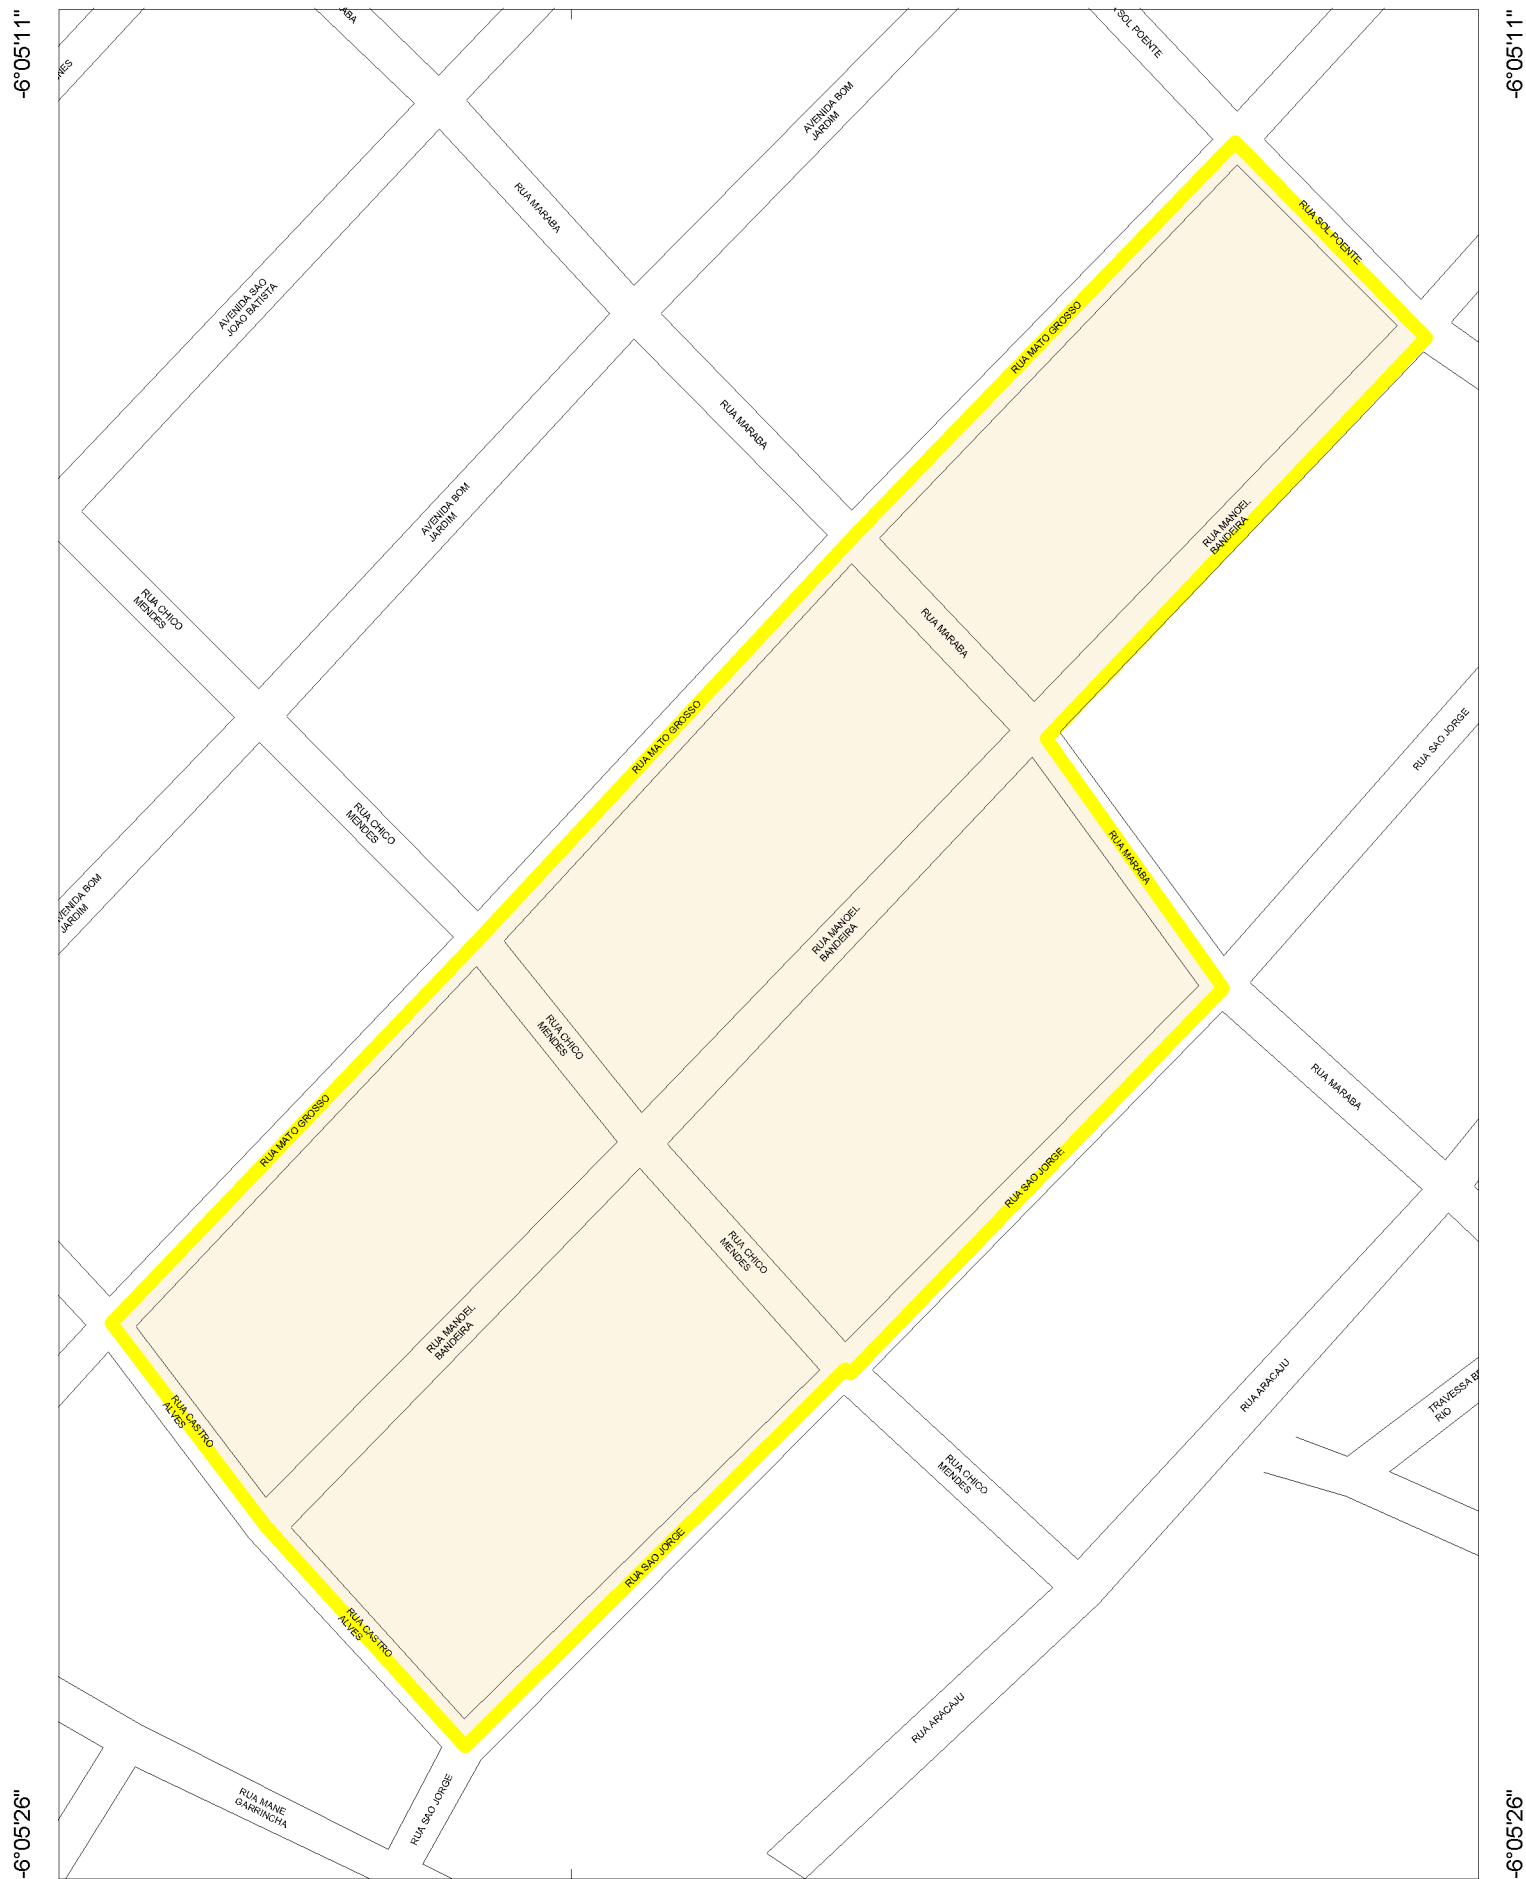 -6°05'11"
-6°05'11"
SOL POENTE
AVENIDA BOM
JARDIM
RUA MARABA
RUA SOL POENTE
AVENIDA SAO
JOAO BATISTA
RUA MATO GROSSO
RUA MARABA
AVENIDA BOM
JARDIM
RUA MANOEL
BANDEIRA
RUA CHICO
MENDES
RUA MARABA
RUA MATO GROSSO
RUA SAO JORGE
RUA CHICO
MENDES
RUA MARABA
VENIDA BOM
JARDIM
RUA MANOEL
BANDEIRA
RUA CHICO
MENDES
RUA MARABA
RUA MATO GROSSO
RUA SAO JORGE
RUA CHICO
MENDES
RUA MANOEL
BANDEIRA
RUA ARACAJU
TRAVESSA
RIO
RUA CASTRO
ALVES
RUA CHICO
MENDES
RUA SAO JORGE
RUA CASTRO
ALVES
RUA ARACAJU
RUA MANE
GARRINCHA
RUA SAO JORGE
-6°05'26"
-6°05'26"